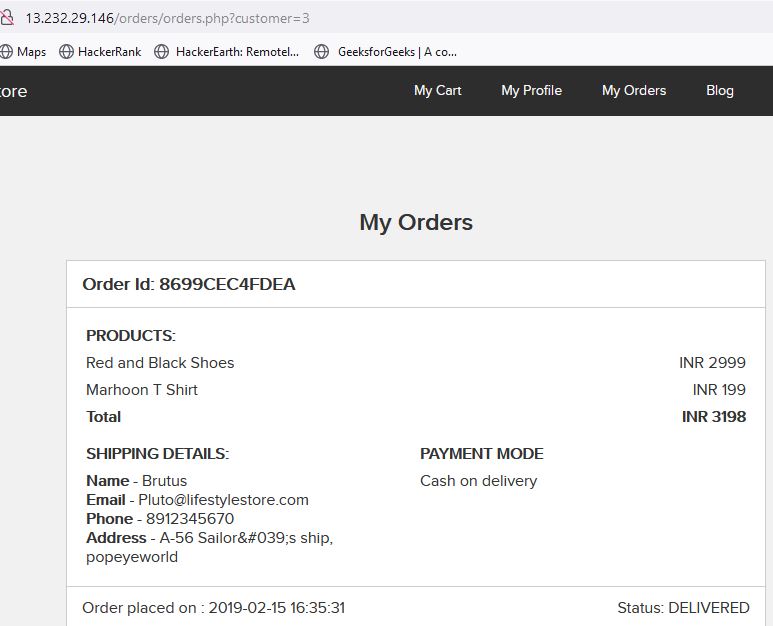 13.232.29.146/orders/orders.php?customer=3
Maps HackerRank HackerEarth: Remotel... GeeksforGeeks | A co...
ore My Cart My Profile My Orders Blog
My Orders
Order Id: 8699CEC4FDEA
PRODUCTS:
Red and Black Shoes INR 2999
Marhoon T Shirt INR 199
Total INR 3198
SHIPPING DETAILS: PAYMENT MODE
Name - Brutus Cash on delivery
Email - Pluto@lifestylestore.com
Phone - 8912345670
Address - A-56 Sailor&#039;s ship,
popeyeworld
Order placed on : 2019-02-15 16:35:31 Status: DELIVERED